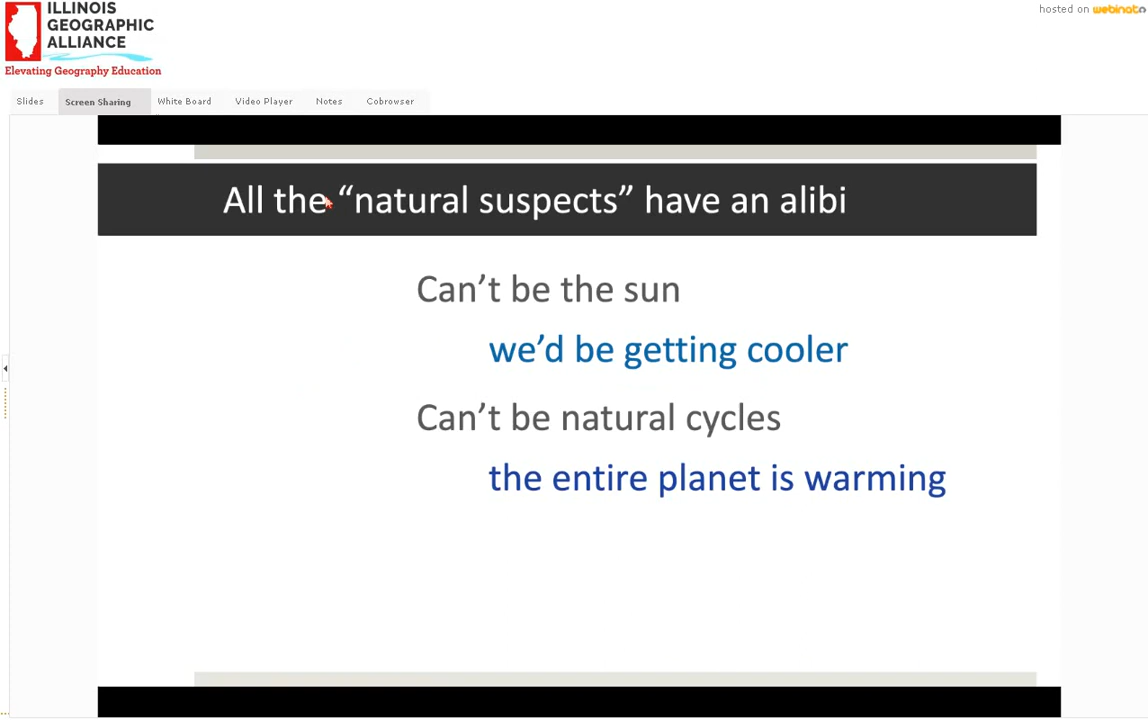 ILLINOIS
GEOGRAPHIC
ALLIANCE
Elevating Geography Education
hosted on webinato
Slides Screen Sharing White Board Video Player Notes Cobrowser
All the “natural suspects” have an alibi
Can’t be the sun
we’d be getting cooler
Can’t be natural cycles
the entire planet is warming